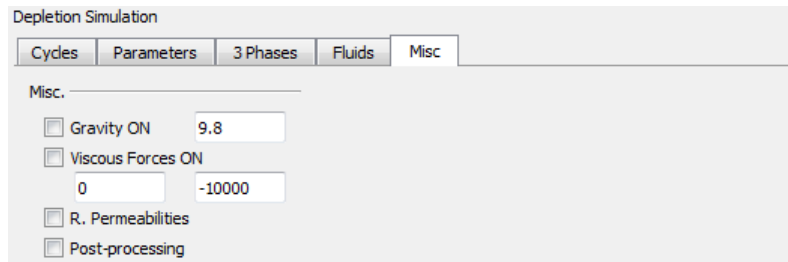 Depletion Simulation
Cycles Parameters 3 Phases Fluids Misc
Misc.
Gravity ON 9.8
Viscous Forces ON
0 -10000
R. Permeabilities
Post-processing